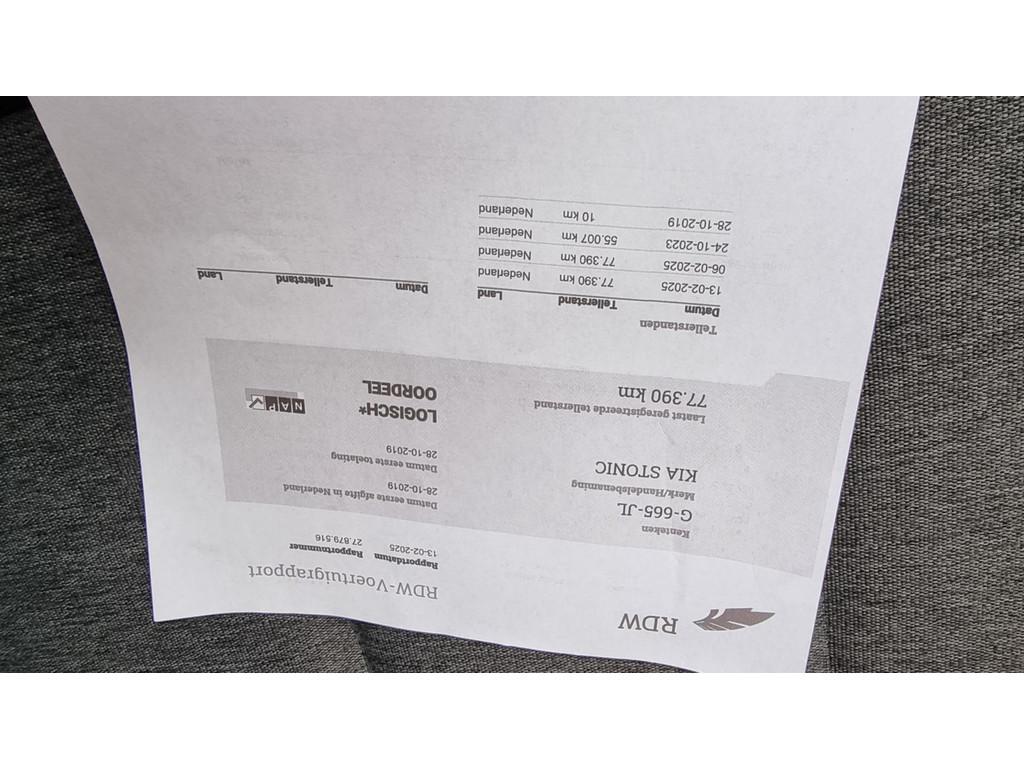 RDW
RDW-Voertuigrapport
Rapportdatum Rapportnummer
13-02-2025 27.879.516
Kenteken
G-665-JL
Merk/Handelsbenaming
KIA STONIC
Laatst geregistreerde tellerstand
77.390 km
Datum eerste afgifte in Nederland
28-10-2019
Datum eerste toelating
28-10-2019
LOGISCH*
OORDEEL
NAP
Tellerstanden
Datum Tellerstand Land
13-02-2025 77.390 km Nederland
06-02-2025 77.390 km Nederland
24-10-2023 55.007 km Nederland
28-10-2019 10 km Nederland
Datum Tellerstand Land